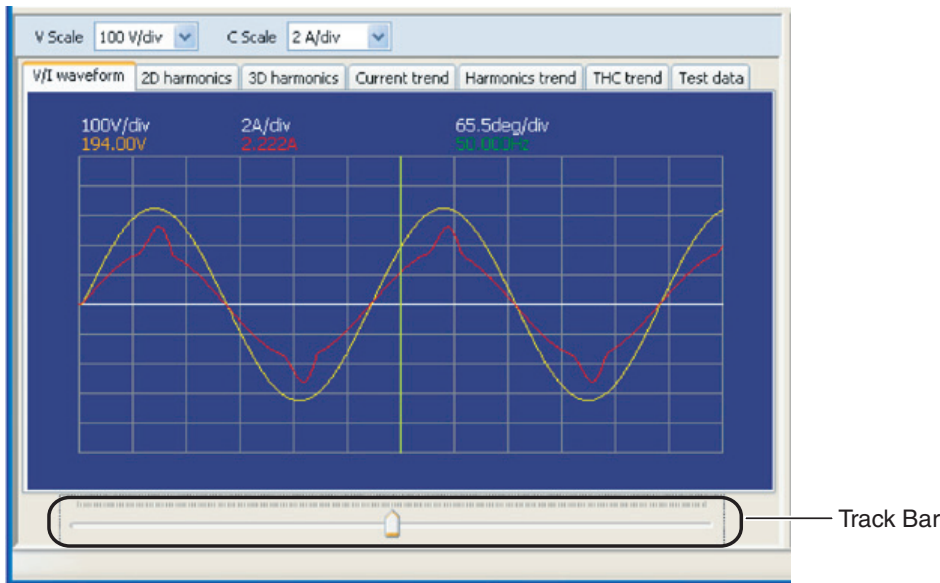 V Scale 100 V/div C Scale 2 A/div
V/I waveform 2D harmonics 3D harmonics Current trend Harmonics trend THC trend Test data
100V/div 2A/div 65.5deg/div
194.00V 2.222A 50.000Hz
Track Bar